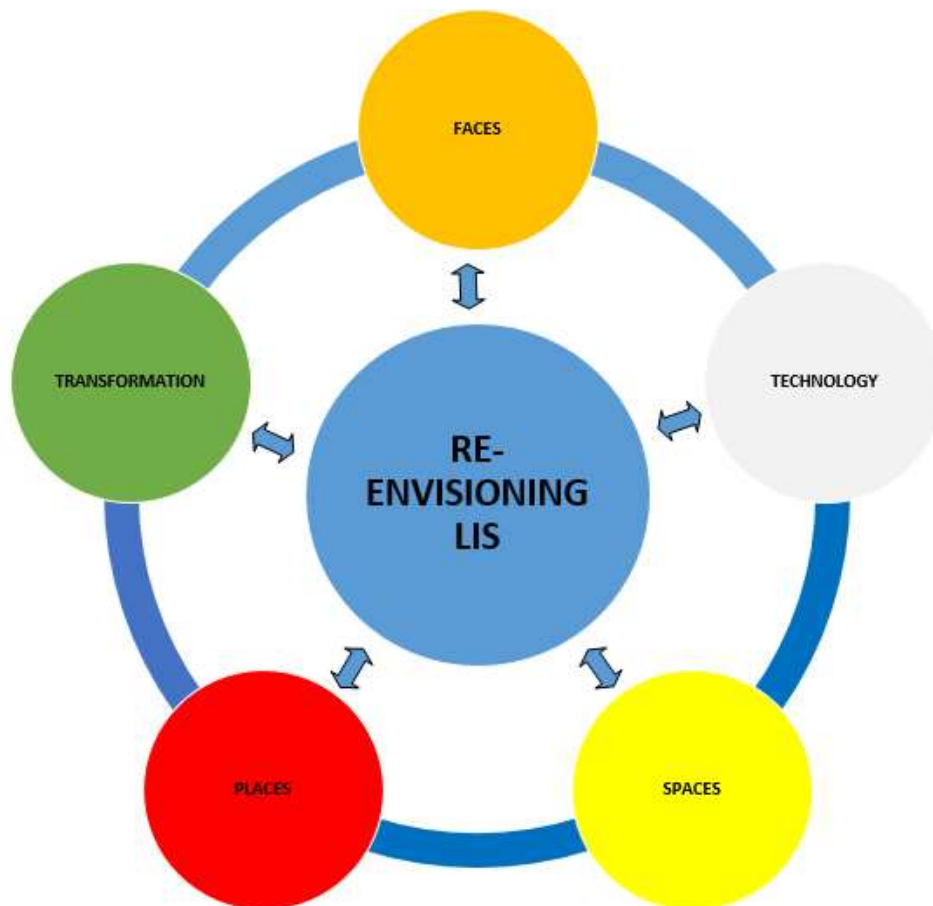 FACES
TRANSFORMATION
TECHNOLOGY
RE-
ENVISIONING
LIS
PLACES
SPACES